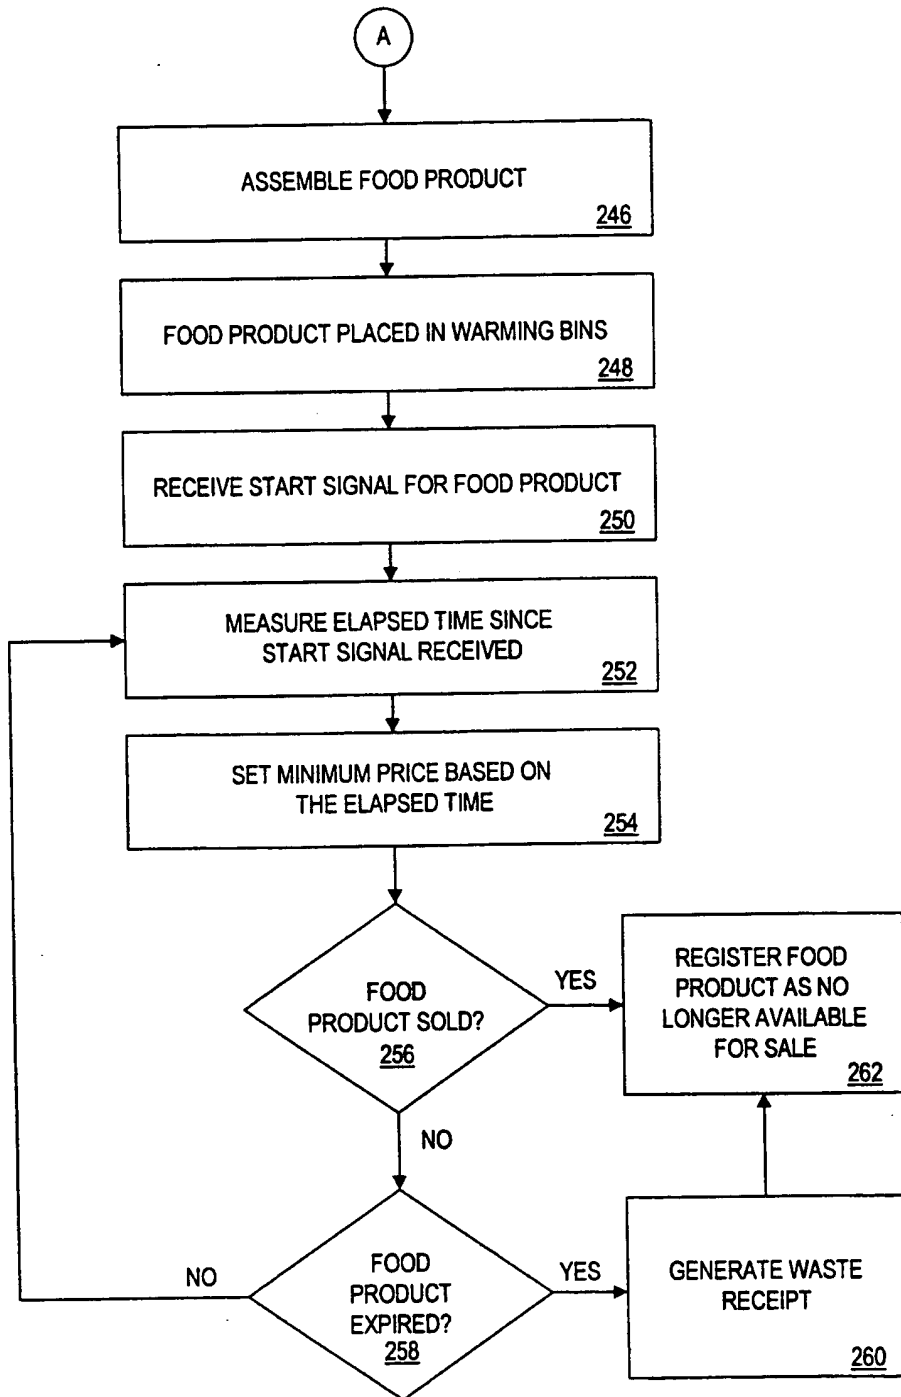 A
ASSEMBLE FOOD PRODUCT
246
FOOD PRODUCT PLACED IN WARMING BINS
248
RECEIVE START SIGNAL FOR FOOD PRODUCT
250
MEASURE ELAPSED TIME SINCE
START SIGNAL RECEIVED
252
SET MINIMUM PRICE BASED ON
THE ELAPSED TIME
254
FOOD
PRODUCT SOLD?
256
YES
REGISTER FOOD
PRODUCT AS NO
LONGER AVAILABLE
FOR SALE
262
NO
FOOD
PRODUCT
EXPIRED?
258
NO
YES
GENERATE WASTE
RECEIPT
260